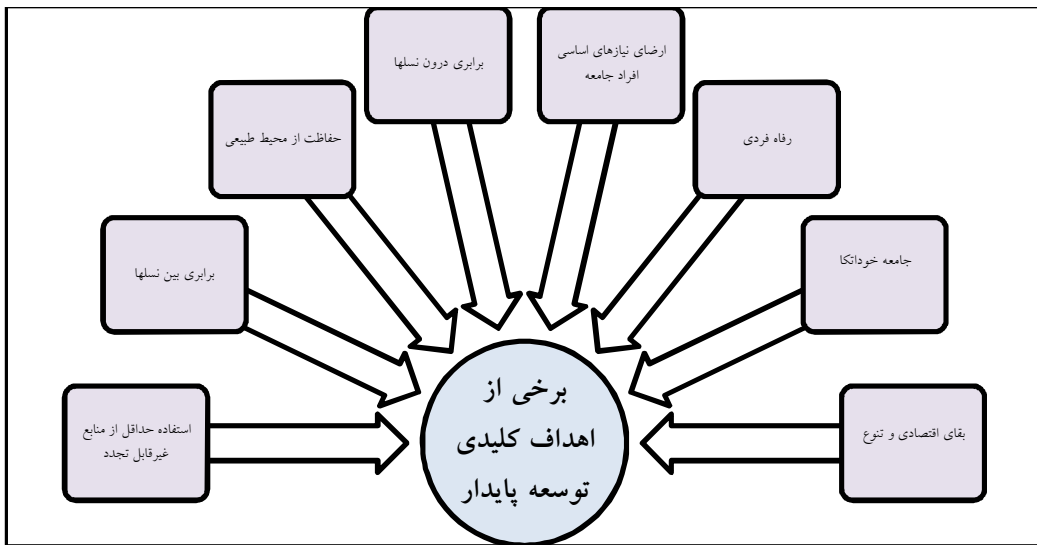 ارضای نیازهای اساسی
افراد جامعه
رفاه فردی
جامعه خوداتکا
بقای اقتصادی و تنوع
برابری درون نسلها
حفاظت از محیط طبیعی
برابری بین نسلها
استفاده حداقل از منابع
غیرقابل تجدد
برخی از
اهداف کلیدی
توسعه پایدار